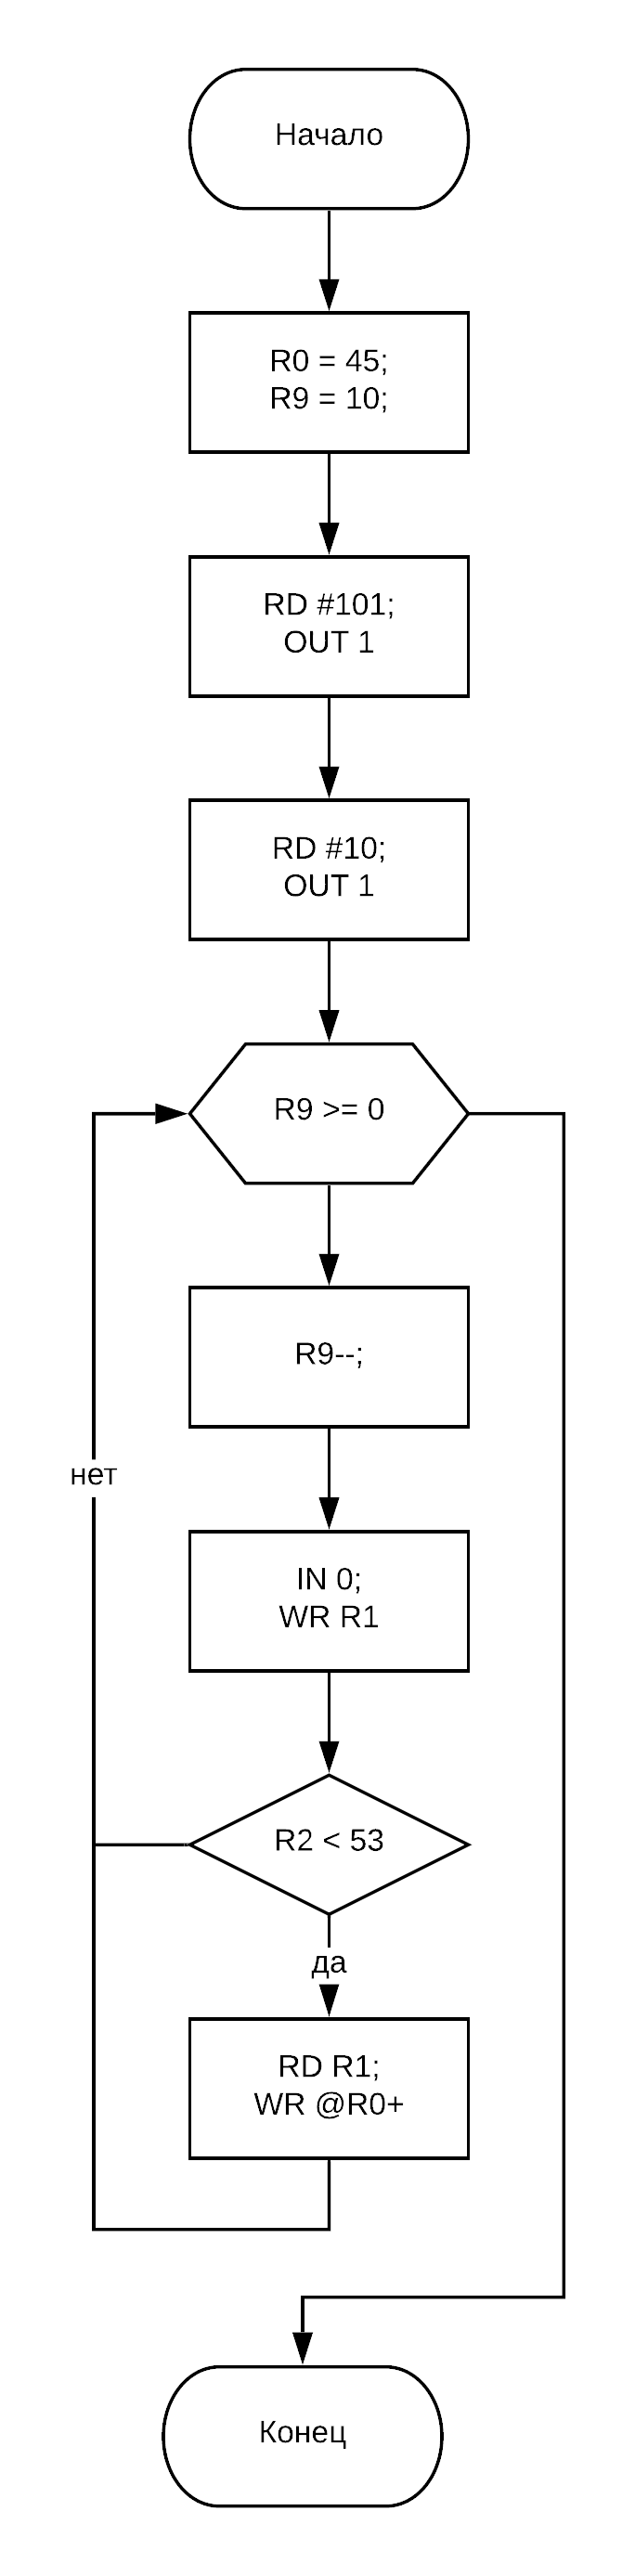 Начало
R0 = 45;
R9 = 10;
RD #101;
OUT 1
RD #10;
OUT 1
R9 >= 0
R9--;
нет
IN 0;
WR R1
R2 < 53
да
RD R1;
WR @R0+
Конец